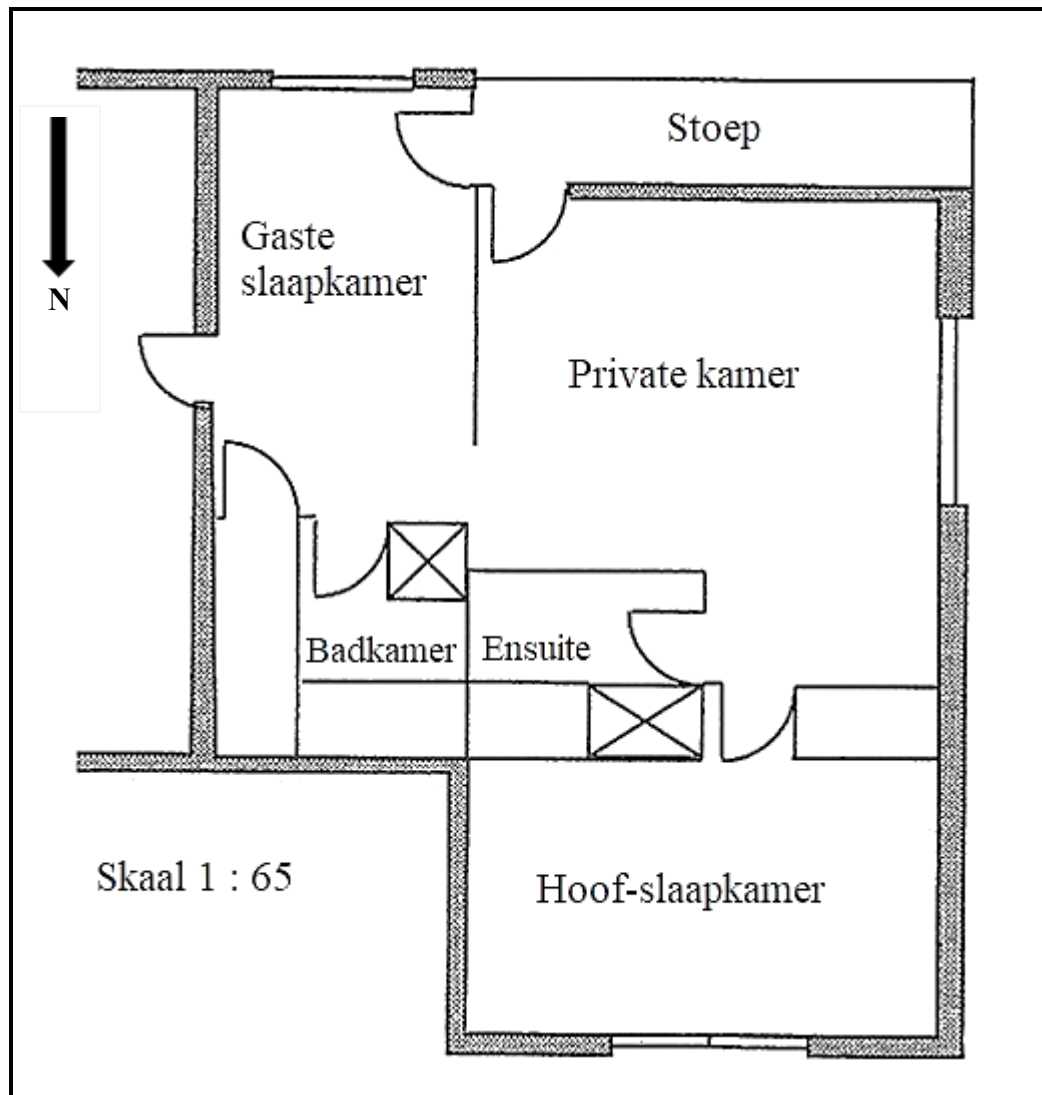 Stoep
Gaste
slaapkamer
N
Private kamer
Badkamer
Ensuite
Skaal 1 : 65
Hoof-slaapkamer